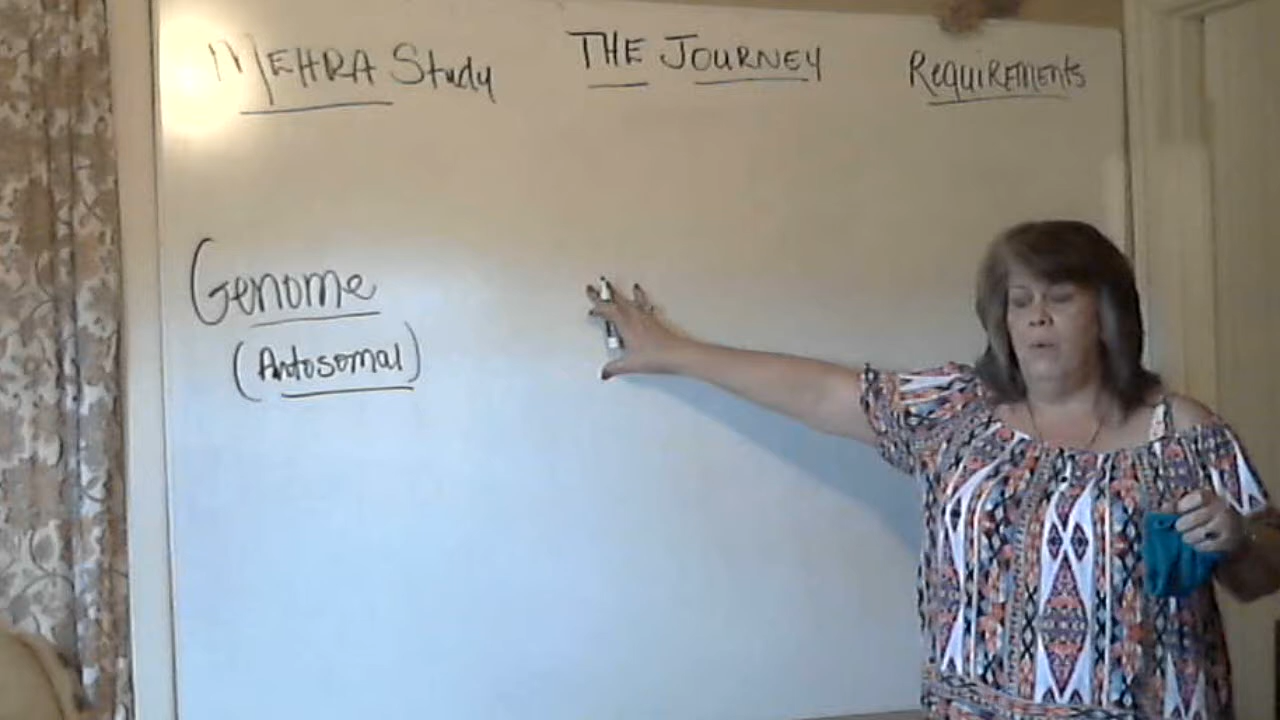 MEHRA Study
THE JOURNEY
REQUIREMENTS
Genome
(Autosomal)